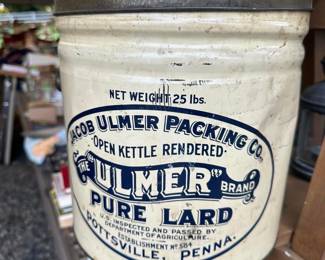 NET WEIGHT 25 lbs.
JACOB ULMER PACKING CO.
"OPEN KETTLE RENDERED"
THE "ULMER" BRAND
PURE LARD
U.S. INSPECTED AND PASSED BY
DEPARTMENT OF AGRICULTURE.
ESTABLISHMENT No. 584
POTTSVILLE, PENNA.